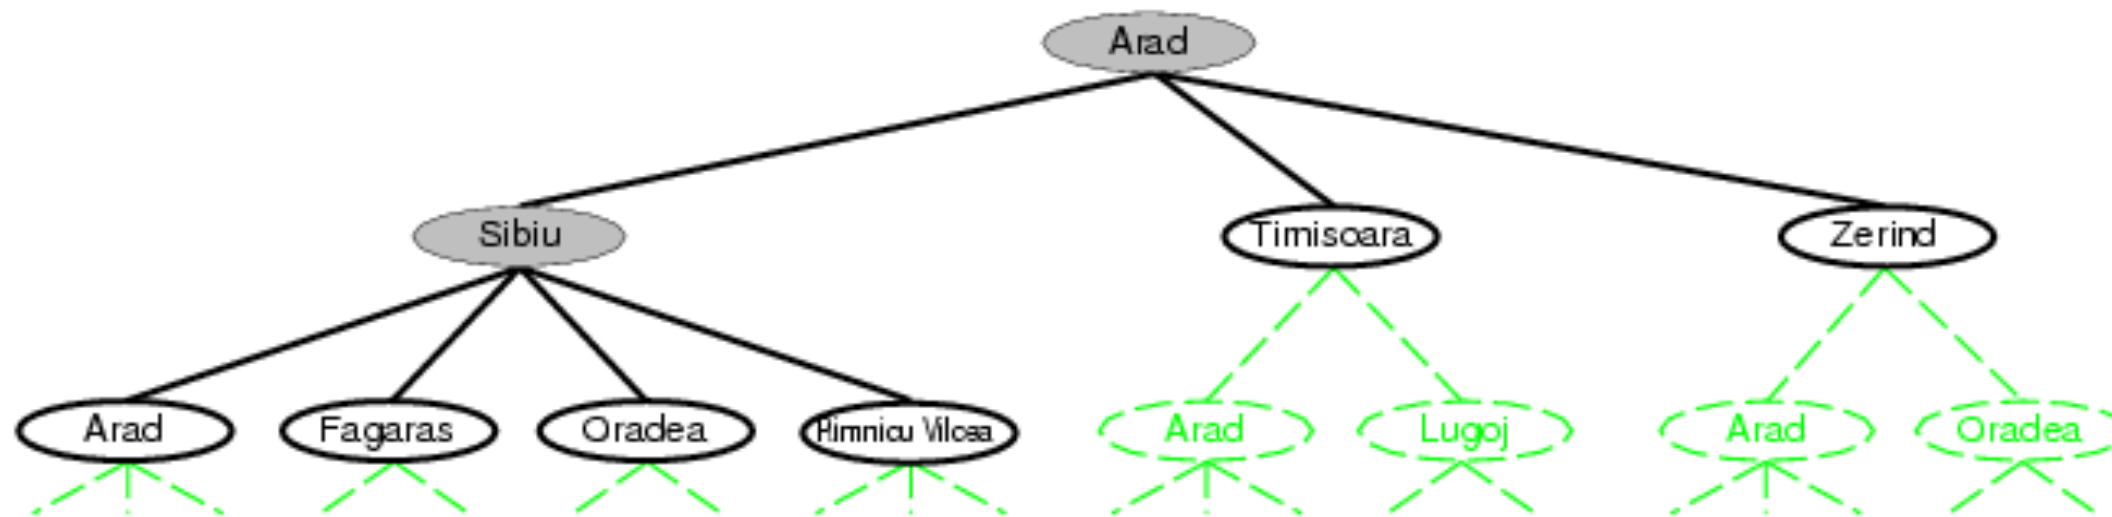 Arad
Sibiu
Timisoara
Zerind
Arad
Fagaras
Oradea
Rimnicu Vilcea
Arad
Lugoj
Arad
Oradea